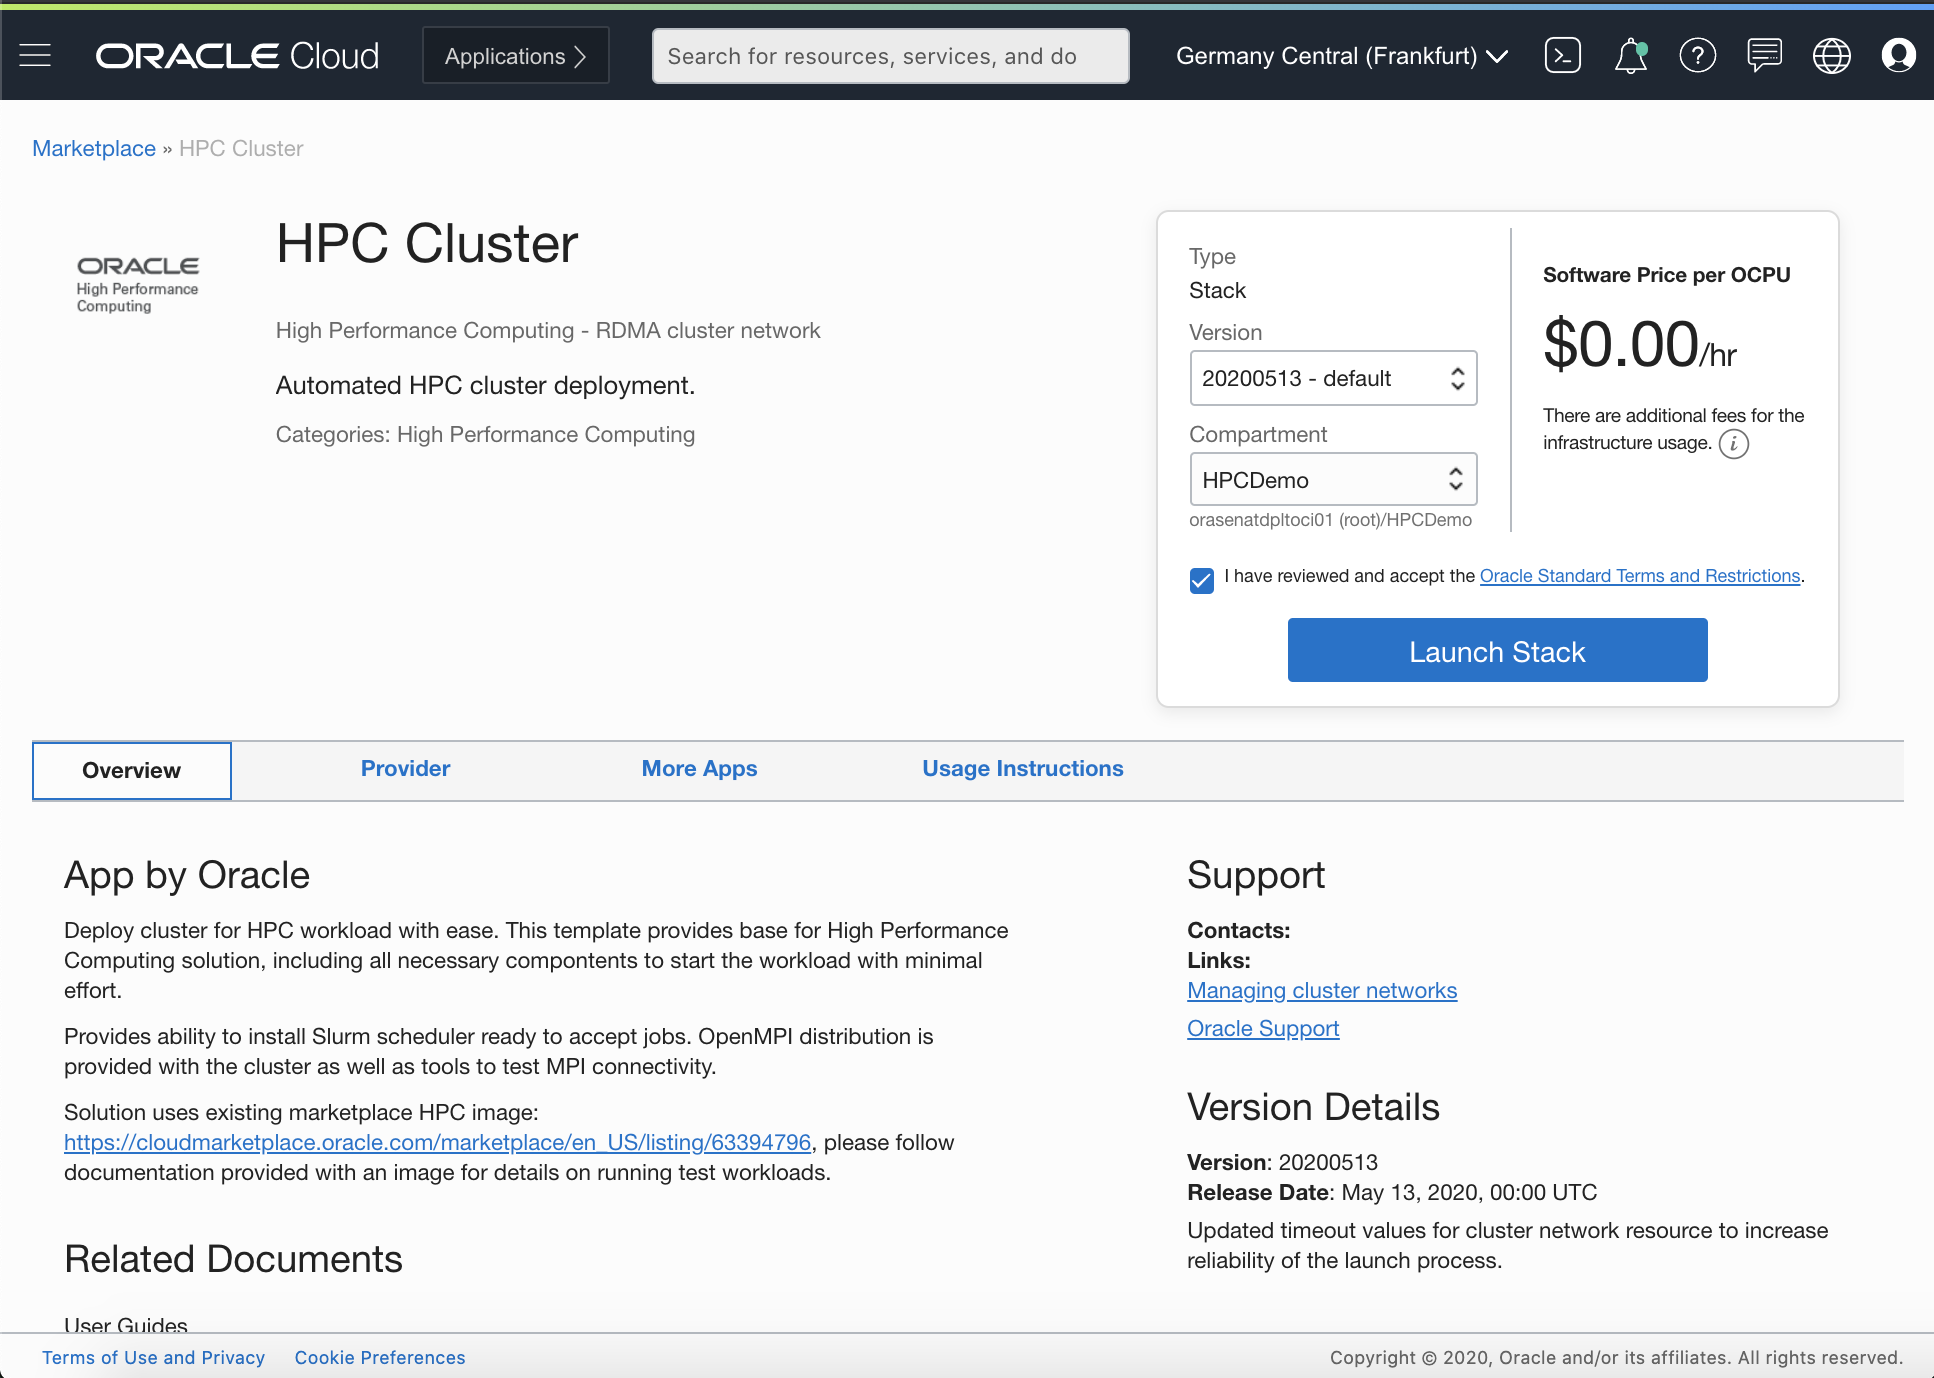 ORACLE Cloud
Applications
Search for resources, services, and do
Germany Central (Frankfurt)
Marketplace » HPC Cluster
ORACLE
High Performance
Computing
HPC Cluster
High Performance Computing - RDMA cluster network
Automated HPC cluster deployment.
Categories: High Performance Computing
Type
Stack
Version
20200513 - default
Compartment
HPCDemo
orasenatdpltoci01 (root)/HPCDemo
Software Price per OCPU
$0.00/hr
There are additional fees for the
infrastructure usage.
I have reviewed and accept the Oracle Standard Terms and Restrictions.
Launch Stack
Overview
Provider
More Apps
Usage Instructions
App by Oracle
Deploy cluster for HPC workload with ease. This template provides base for High Performance
Computing solution, including all necessary compontents to start the workload with minimal
effort.
Provides ability to install Slurm scheduler ready to accept jobs. OpenMPI distribution is
provided with the cluster as well as tools to test MPI connectivity.
Solution uses existing marketplace HPC image:
https://cloudmarketplace.oracle.com/marketplace/en_US/listing/63394796, please follow
documentation provided with an image for details on running test workloads.
Related Documents
User Guides
Support
Contacts:
Links:
Managing cluster networks
Oracle Support
Version Details
Version: 20200513
Release Date: May 13, 2020, 00:00 UTC
Updated timeout values for cluster network resource to increase
reliability of the launch process.
Terms of Use and Privacy
Cookie Preferences
Copyright © 2020, Oracle and/or its affiliates. All rights reserved.